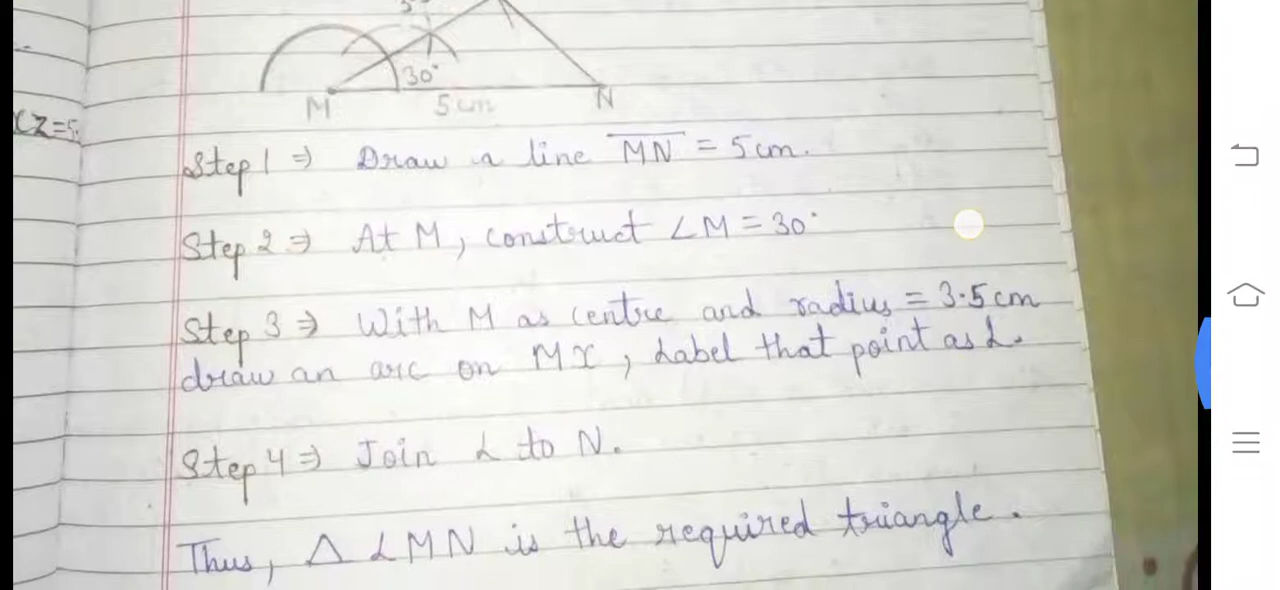 30°
M 5cm N
XZ=5
Step 1 ⇒ Draw a line MN = 5cm.
Step 2 ⇒ At M, construct ∠M = 30°
Step 3 ⇒ With M as centre and radius = 3.5cm
draw an arc on MX, Label that point as L.
Step 4 ⇒ Join L to N.
Thus, △ LMN is the required triangle.